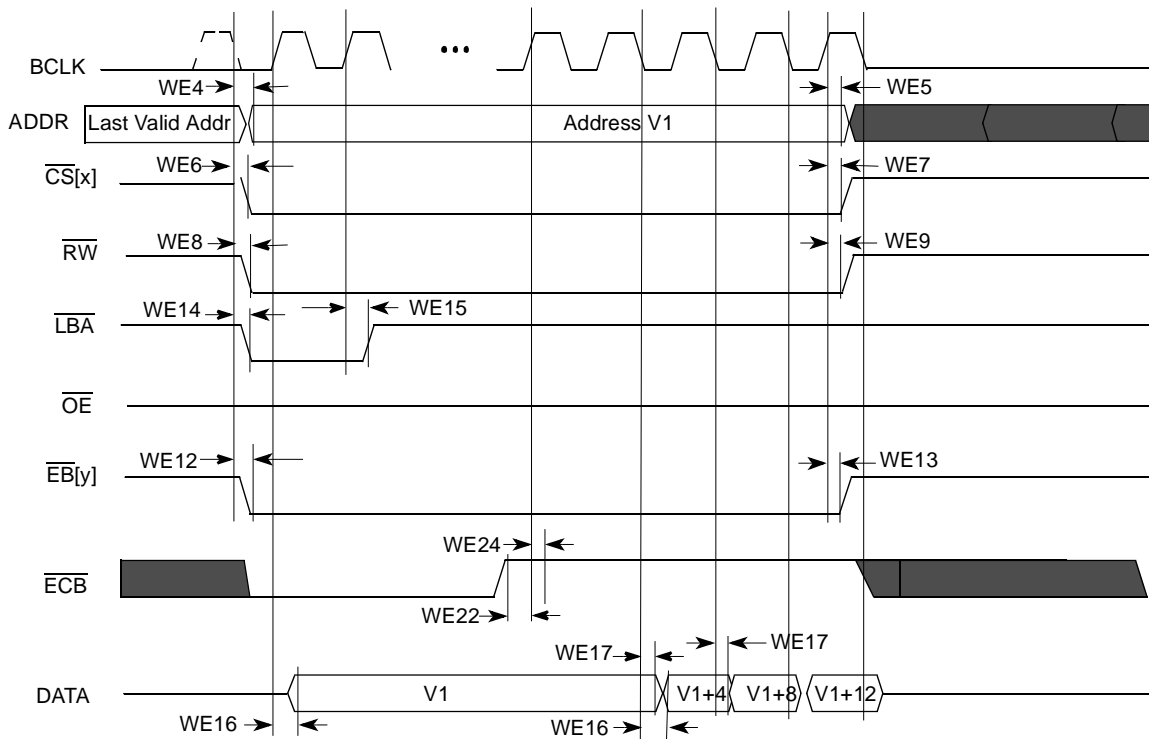 BCLK
•••
WE4
WE5
ADDR
Last Valid Addr
Address V1
WE6
WE7
CS[x]
WE8
WE9
RW
WE14
WE15
LBA
OE
WE12
WE13
EB[y]
WE24
ECB
WE22
WE17
WE17
DATA
V1
V1+4
V1+8
V1+12
WE16
WE16